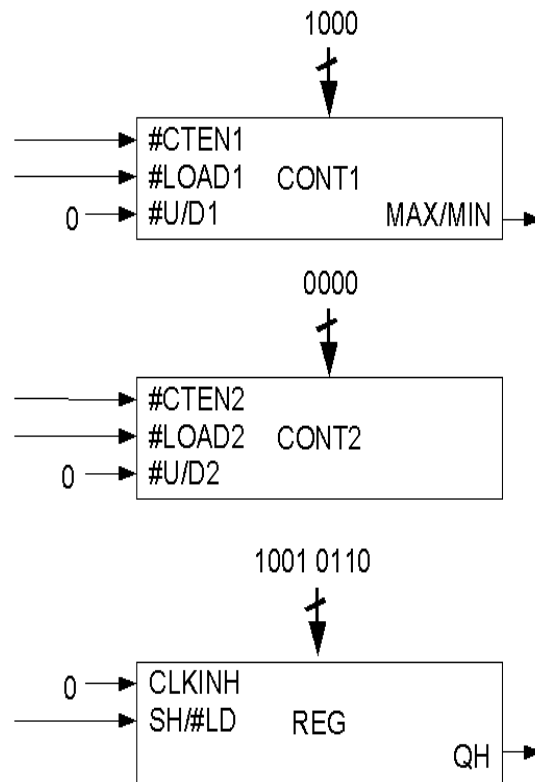 1000
#CTEN1
#LOAD1 CONT1
0 #U/D1
MAX/MIN
0000
#CTEN2
#LOAD2 CONT2
0 #U/D2
1001 0110
0 CLKINH
SH/#LD REG
QH